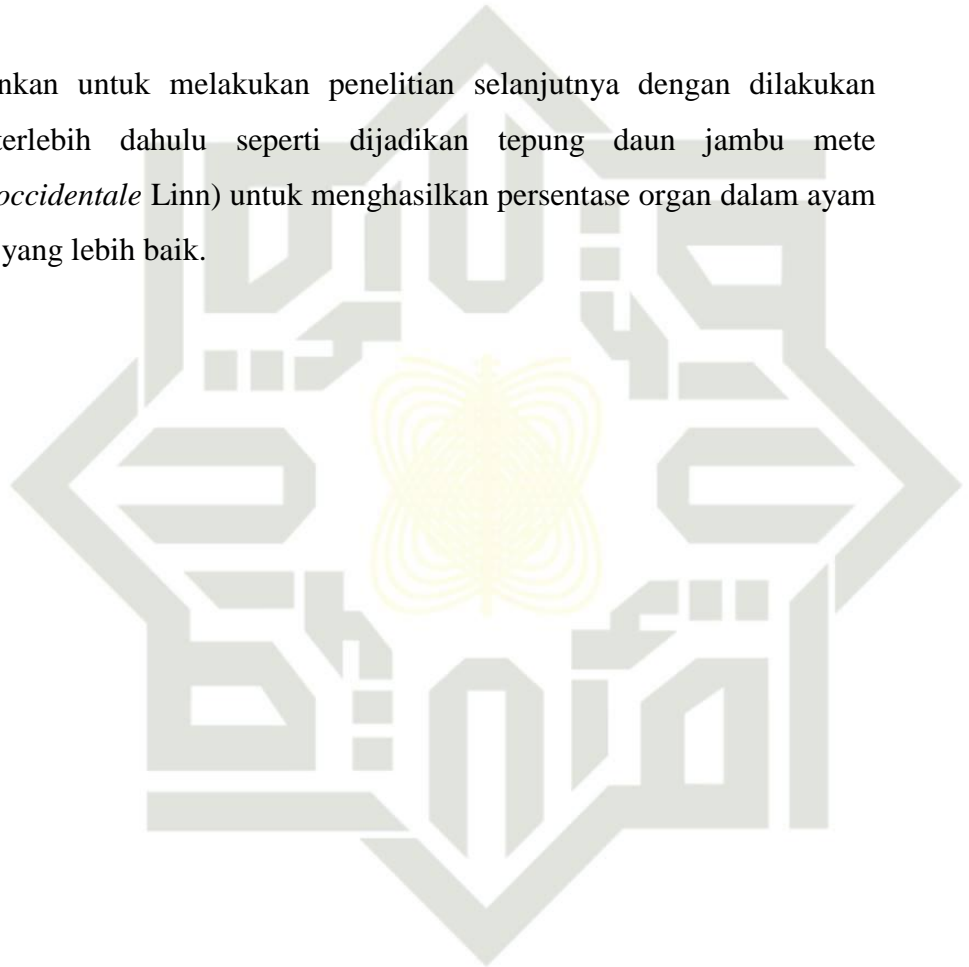 nkan untuk melakukan penelitian selanjutnya dengan dilakukan
terlebih dahulu seperti dijadikan tepung daun jambu mete
occidentale Linn) untuk menghasilkan persentase organ dalam ayam
yang lebih baik.